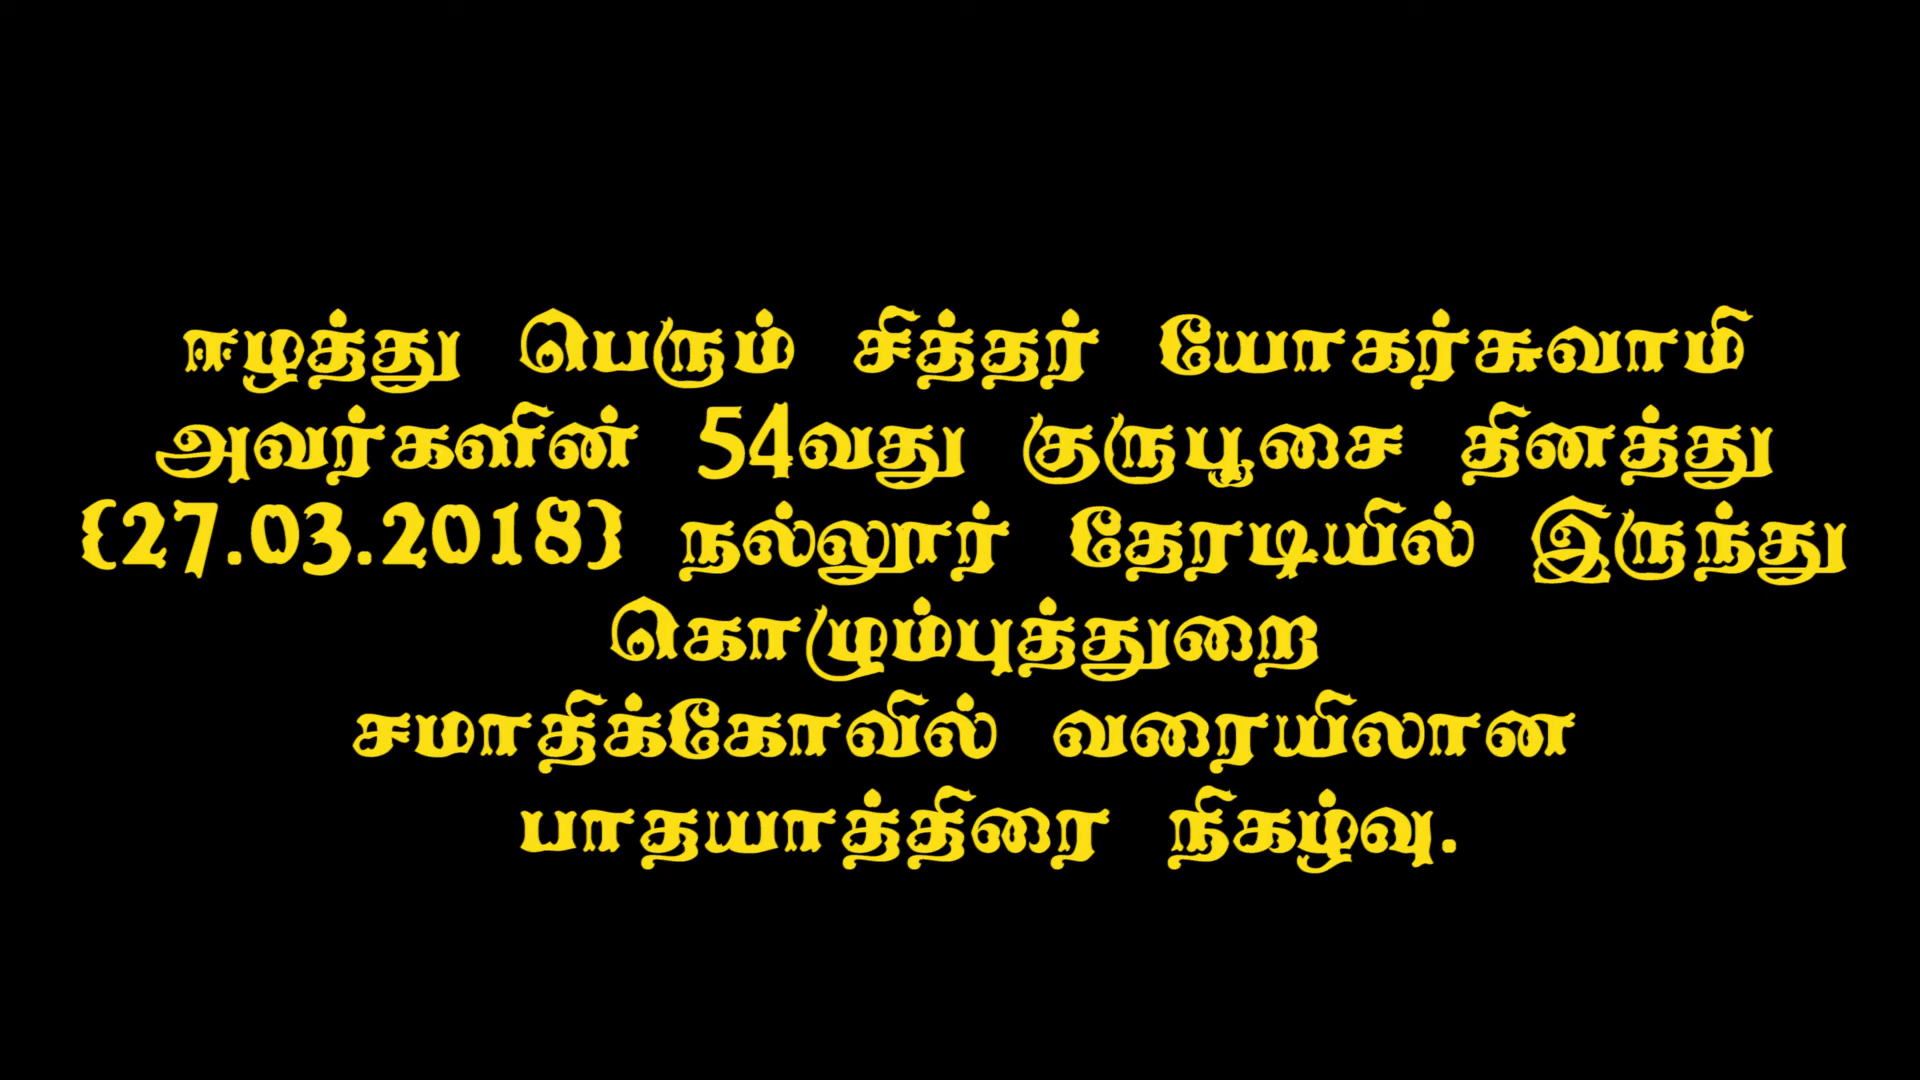 ஈழத்து பெரும் சித்தர் யோகர்சுவாமி
அவர்களின் 54வது குருபூசை தினத்து
{27.03.2018} நல்லூர் தேரடியில் இருந்து
கொழும்புத்துறை
சமாதிக்கோவில் வரையிலான
பாதயாத்திரை நிகழ்வு.